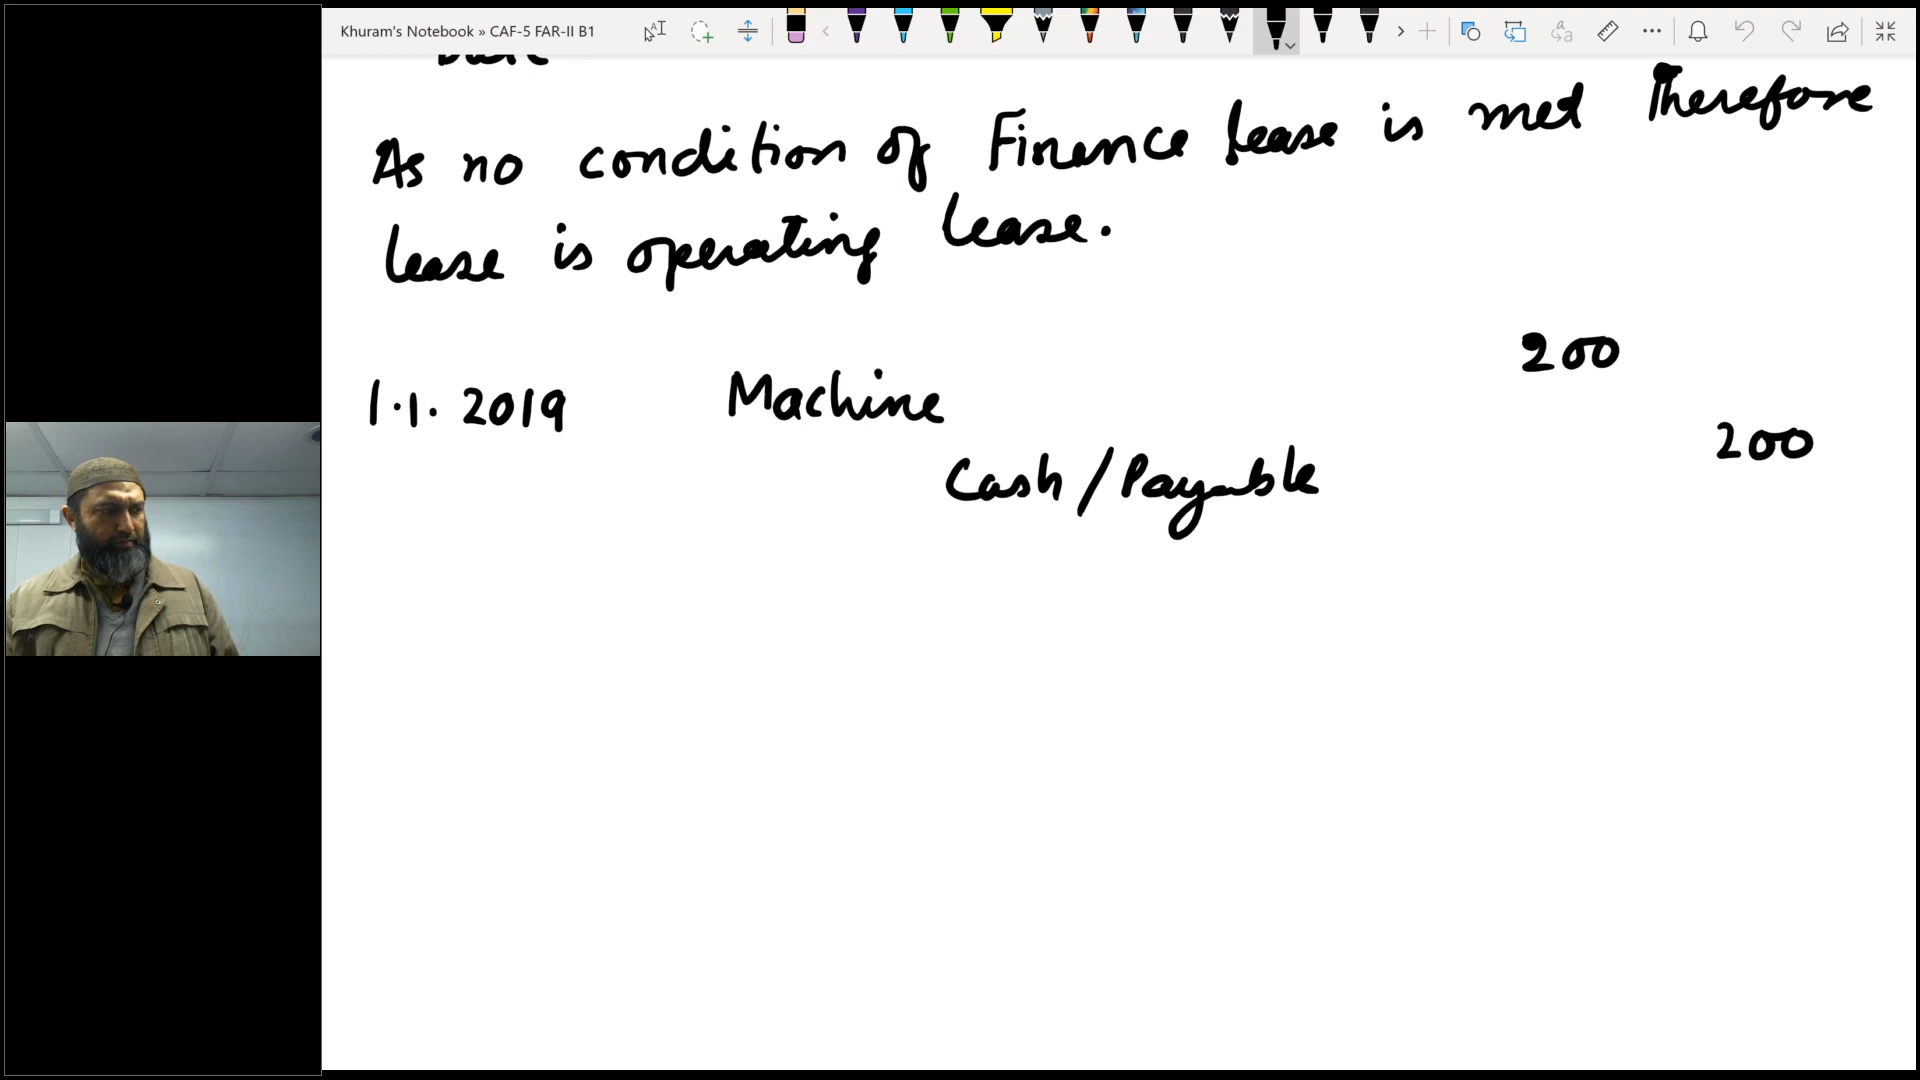 Khuram's Notebook » CAF-5 FAR-II B1
As no condition of Finance lease is met Therefore
lease is operating lease.
1.1.2019 Machine 200
Cash/Payable 200